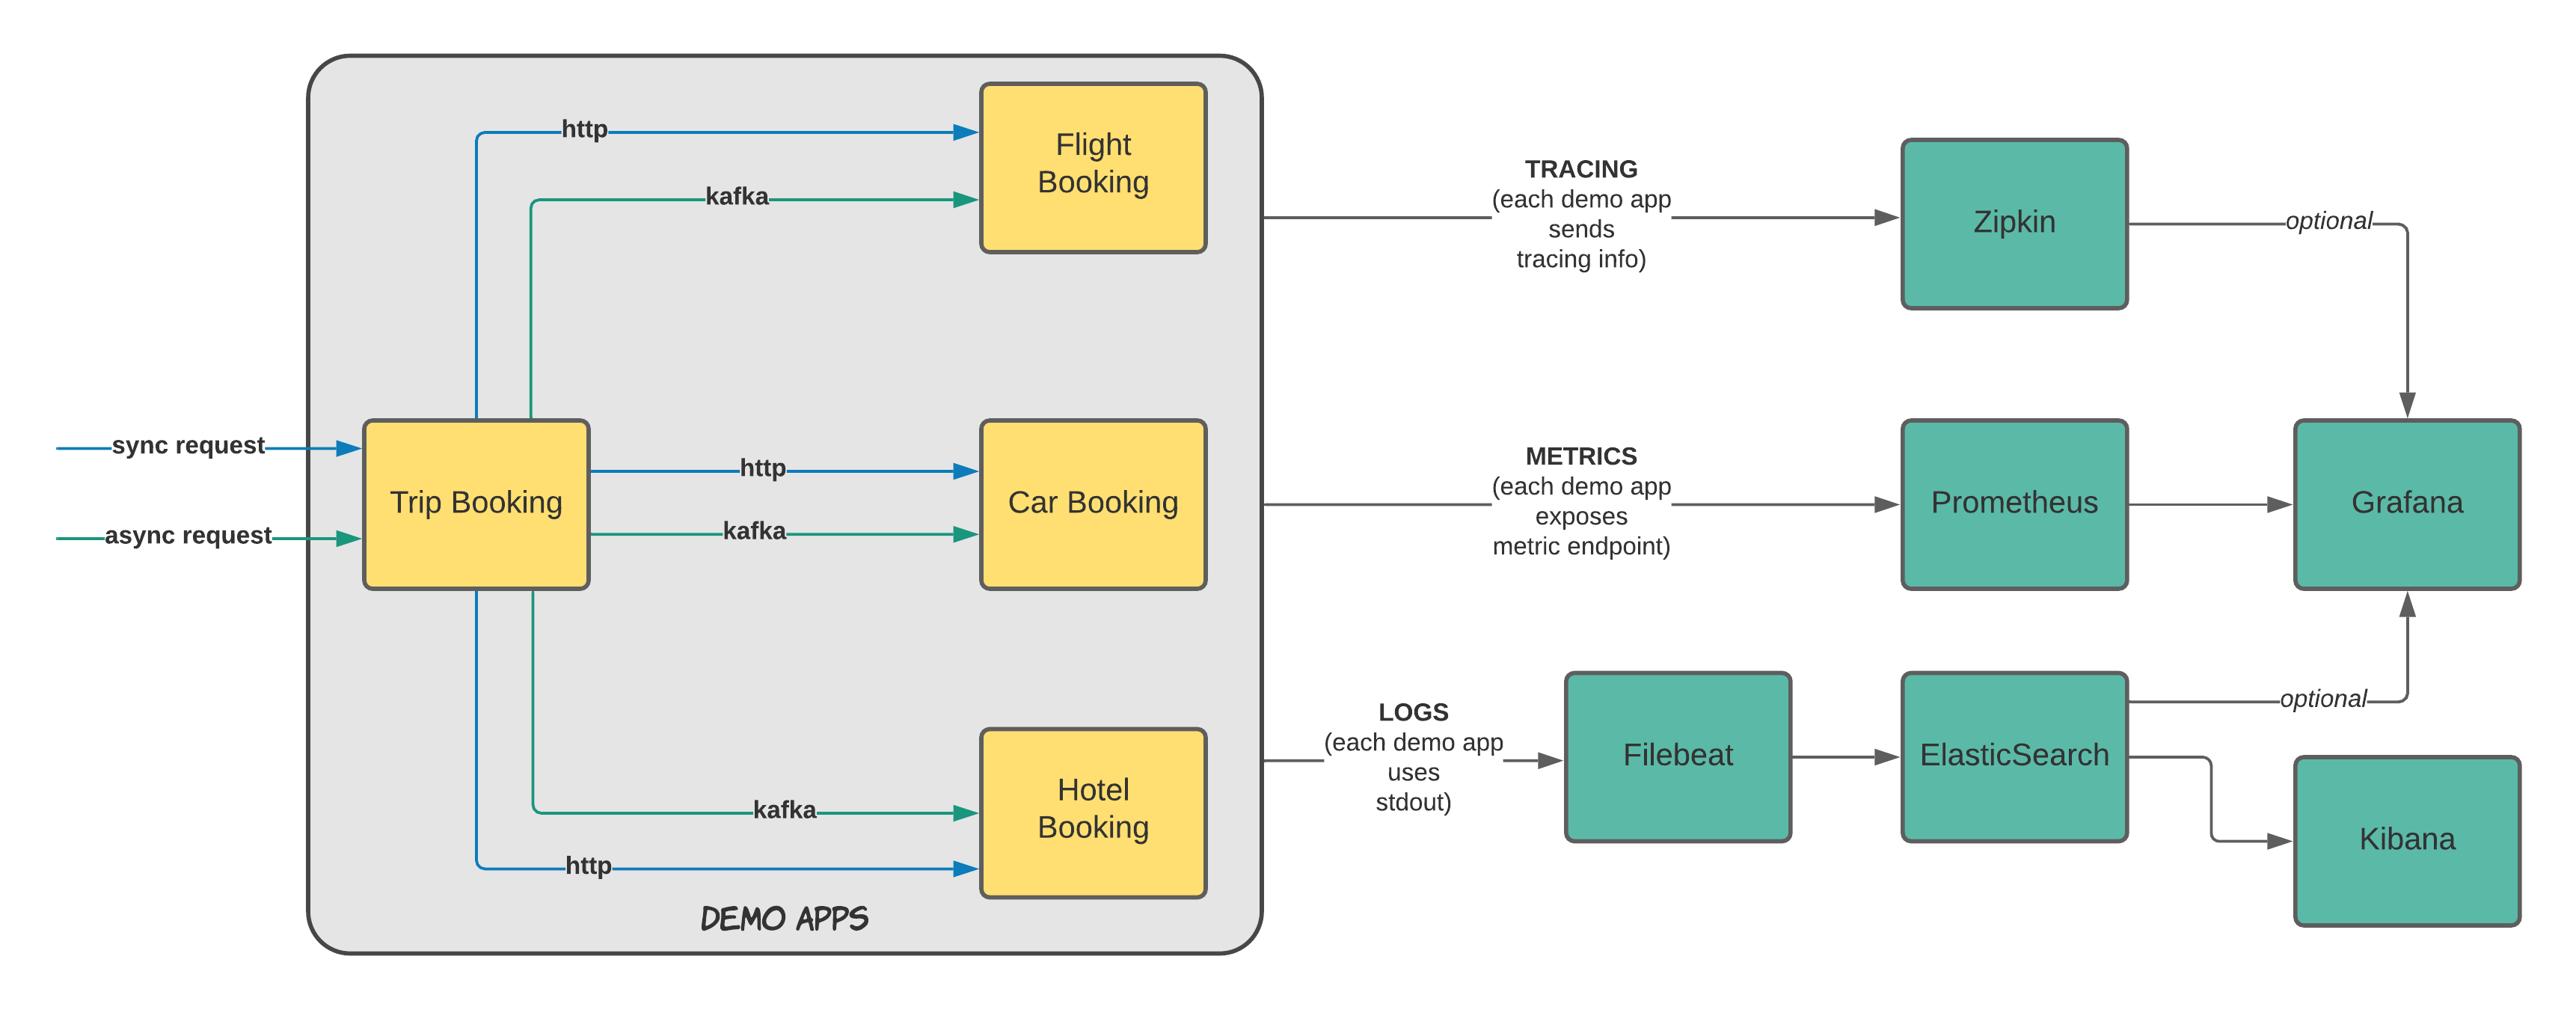 http
Flight
Booking
kafka
TRACING
(each demo app
sends
tracing info)
Zipkin
optional
sync request
async request
Trip Booking
http
kafka
Car Booking
METRICS
(each demo app
exposes
metric endpoint)
Prometheus
Grafana
kafka
http
Hotel
Booking
LOGS
(each demo app
uses
stdout)
Filebeat
ElasticSearch
optional
Kibana
DEMO APPS